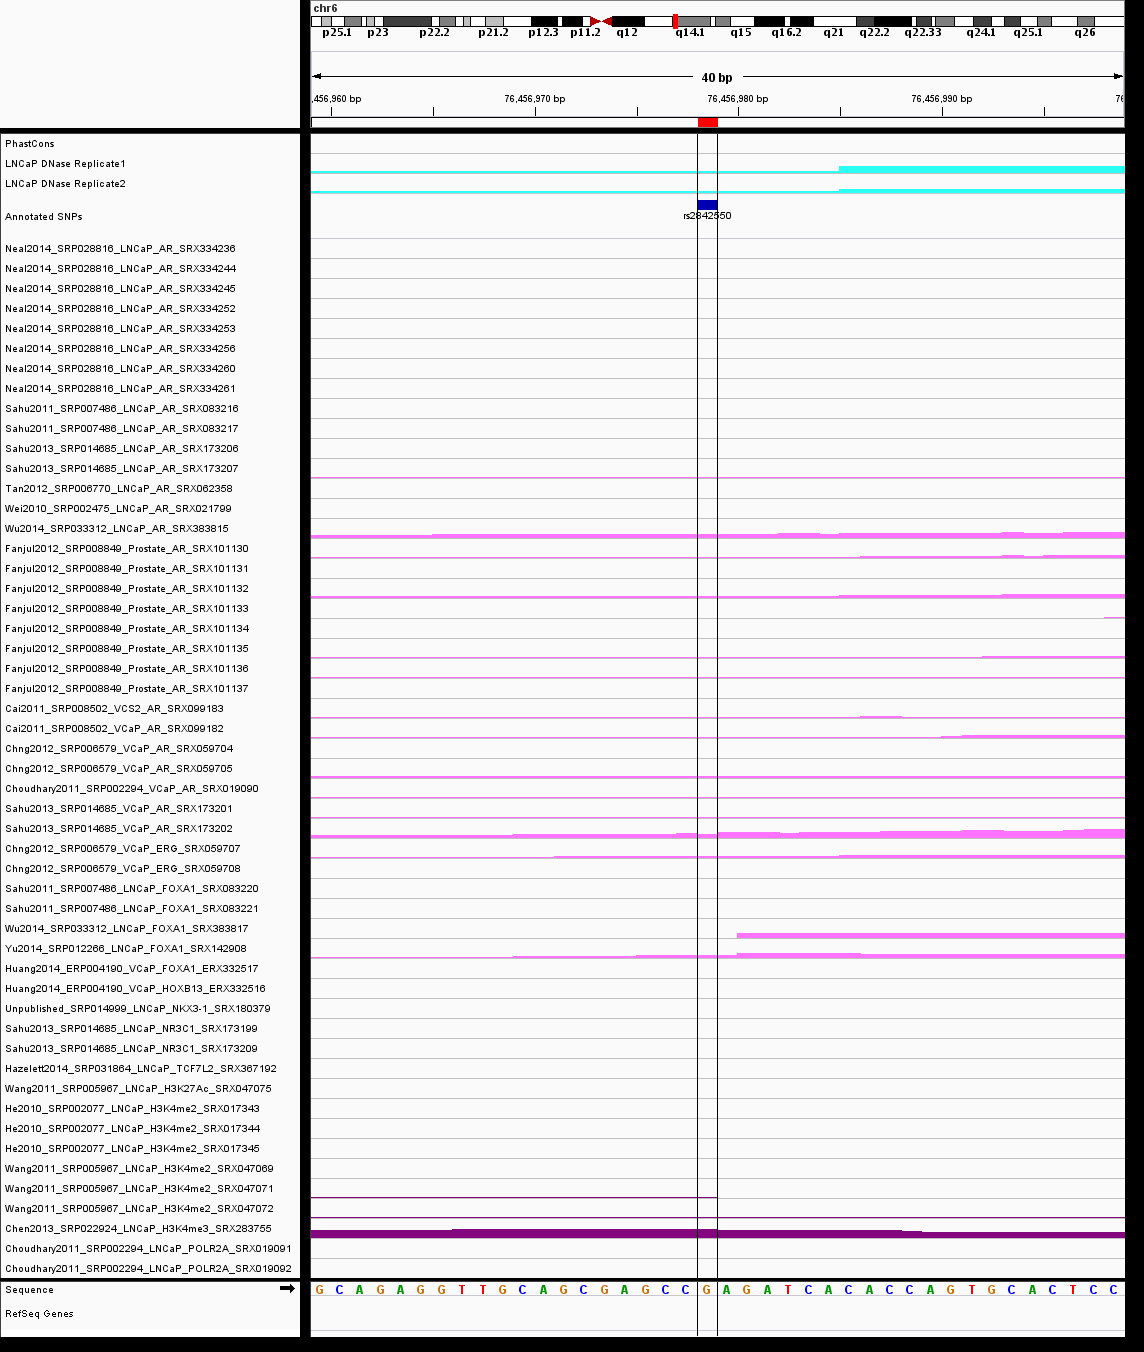 chr6
p25.1 p23 p22.2 p21.2 p12.3 p11.2 q12 q14.1 q15 q16.2 q21 q22.2 q22.33 q24.1 q25.1 q26
40 bp
,456,960 bp 76,456,970 bp 76,456,980 bp 76,456,990 bp 76
PhastCons
LNCaP DNase Replicate1
LNCaP DNase Replicate2
Annotated SNPs
rs2842550
Neal2014_SRP028816_LNCaP_AR_SRX334236
Neal2014_SRP028816_LNCaP_AR_SRX334244
Neal2014_SRP028816_LNCaP_AR_SRX334245
Neal2014_SRP028816_LNCaP_AR_SRX334252
Neal2014_SRP028816_LNCaP_AR_SRX334253
Neal2014_SRP028816_LNCaP_AR_SRX334256
Neal2014_SRP028816_LNCaP_AR_SRX334260
Neal2014_SRP028816_LNCaP_AR_SRX334261
Sahu2011_SRP007486_LNCaP_AR_SRX083216
Sahu2011_SRP007486_LNCaP_AR_SRX083217
Sahu2013_SRP014685_LNCaP_AR_SRX173206
Sahu2013_SRP014685_LNCaP_AR_SRX173207
Tan2012_SRP006770_LNCaP_AR_SRX062358
Wei2010_SRP002475_LNCaP_AR_SRX021799
Wu2014_SRP033312_LNCaP_AR_SRX383815
Fanjul2012_SRP008849_Prostate_AR_SRX101130
Fanjul2012_SRP008849_Prostate_AR_SRX101131
Fanjul2012_SRP008849_Prostate_AR_SRX101132
Fanjul2012_SRP008849_Prostate_AR_SRX101133
Fanjul2012_SRP008849_Prostate_AR_SRX101134
Fanjul2012_SRP008849_Prostate_AR_SRX101135
Fanjul2012_SRP008849_Prostate_AR_SRX101136
Fanjul2012_SRP008849_Prostate_AR_SRX101137
Cai2011_SRP008502_VCS2_AR_SRX099183
Cai2011_SRP008502_VCaP_AR_SRX099182
Chng2012_SRP006579_VCaP_AR_SRX059704
Chng2012_SRP006579_VCaP_AR_SRX059705
Choudhary2011_SRP002294_VCaP_AR_SRX019090
Sahu2013_SRP014685_VCaP_AR_SRX173201
Sahu2013_SRP014685_VCaP_AR_SRX173202
Chng2012_SRP006579_VCaP_ERG_SRX059707
Chng2012_SRP006579_VCaP_ERG_SRX059708
Sahu2011_SRP007486_LNCaP_FOXA1_SRX083220
Sahu2011_SRP007486_LNCaP_FOXA1_SRX083221
Wu2014_SRP033312_LNCaP_FOXA1_SRX383817
Yu2014_SRP012266_LNCaP_FOXA1_SRX142908
Huang2014_ERP004190_VCaP_FOXA1_ERX332517
Huang2014_ERP004190_VCaP_HOXB13_ERX332516
Unpublished_SRP014999_LNCaP_NKX3-1_SRX180379
Sahu2013_SRP014685_LNCaP_NR3C1_SRX173199
Sahu2013_SRP014685_LNCaP_NR3C1_SRX173209
Hazelett2014_SRP031864_LNCaP_TCF7L2_SRX367192
Wang2011_SRP005967_LNCaP_H3K27Ac_SRX047075
He2010_SRP002077_LNCaP_H3K4me2_SRX017343
He2010_SRP002077_LNCaP_H3K4me2_SRX017344
He2010_SRP002077_LNCaP_H3K4me2_SRX017345
Wang2011_SRP005967_LNCaP_H3K4me2_SRX047069
Wang2011_SRP005967_LNCaP_H3K4me2_SRX047071
Wang2011_SRP005967_LNCaP_H3K4me2_SRX047072
Chen2013_SRP022924_LNCaP_H3K4me3_SRX283755
Choudhary2011_SRP002294_LNCaP_POLR2A_SRX019091
Choudhary2011_SRP002294_LNCaP_POLR2A_SRX019092
Sequence G C A G A G G T T G C A G C G A G C C G A G A T C A C A C C A G T G C A C T C C
RefSeq Genes